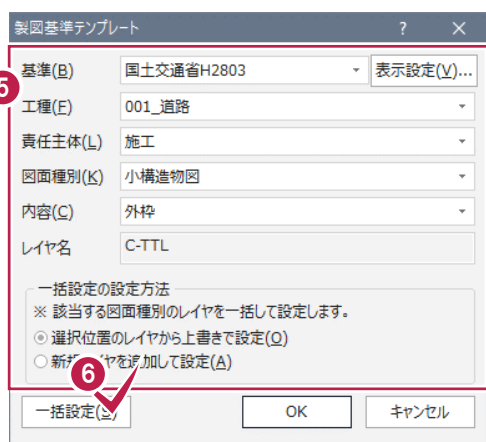 製図基準テンプレート ? ×
5
基準(B) 国土交通省H2803 表示設定(V)...
工種(F) 001_道路
責任主体(L) 施工
図面種別(K) 小構造物図
内容(C) 外枠
レイヤ名 C-TTL
一括設定の設定方法
※ 該当する図面種別のレイヤを一括して設定します。
選択位置のレイヤから上書きで設定(O)
を追加して設定(A)
6
一括設定(S) OK キャンセル